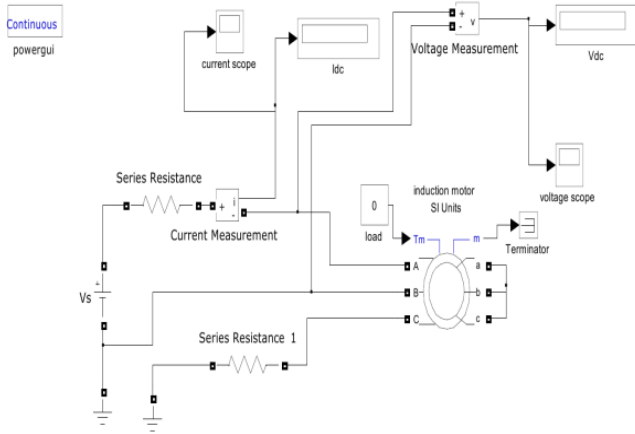 Continuous
powergui
current scope
Idc
+
-
v
Voltage Measurement
Vdc
voltage scope
Series Resistance
+
i
-
Current Measurement
0
load
induction motor
SI Units
Tm
m
Terminator
A
a
B
b
C
c
+
Vs
Series Resistance 1